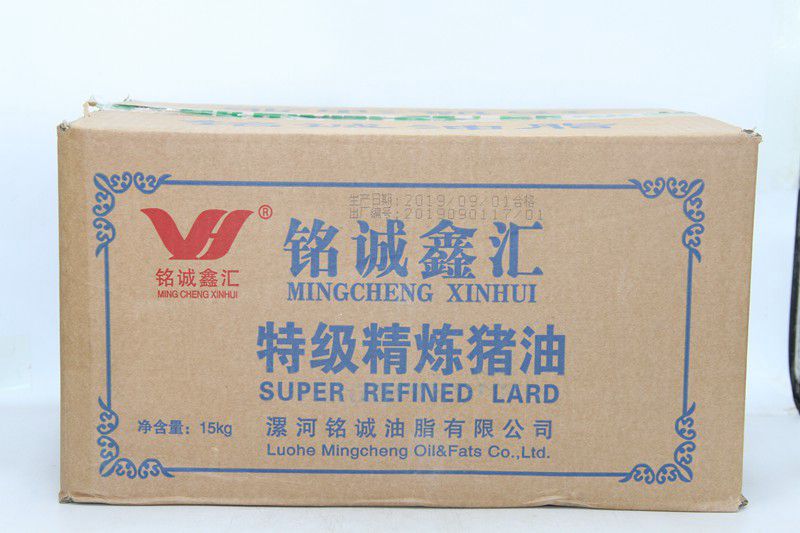 生产日期:2019/09/01合格
出厂编号:2019090117/01
VH®
铭诚鑫汇
MING CHENG XINHUI
铭诚鑫汇
MINGCHENG XINHUI
特级精炼猪油
SUPER REFINED LARD
净含量：15kg
漯河铭诚油脂有限公司
Luohe Mingcheng Oil&Fats Co.,Ltd.